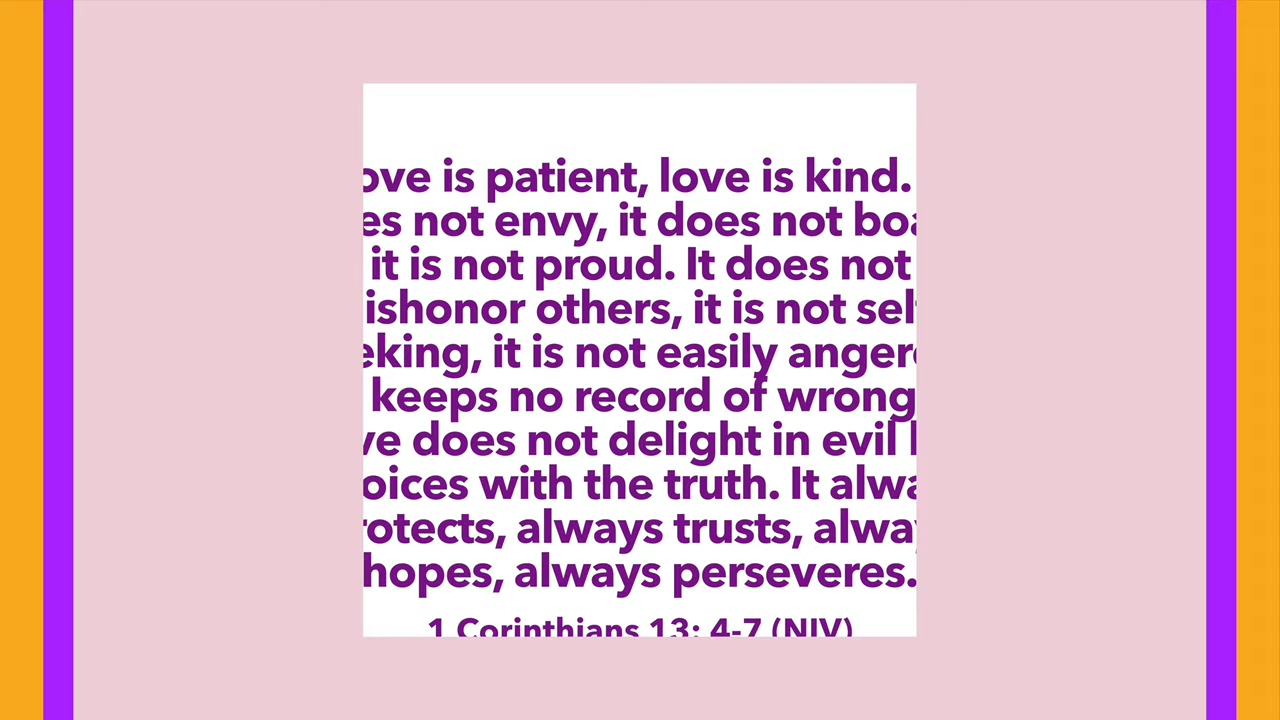 ove is patient, love is kind.
es not envy, it does not bo
it is not proud. It does not
ishonor others, it is not sel
eking, it is not easily anger
keeps no record of wrong
ve does not delight in evil
oices with the truth. It alwa
rotects, always trusts, alway
hopes, always perseveres.
1 Corinthians 13: 4-7 (NIV)